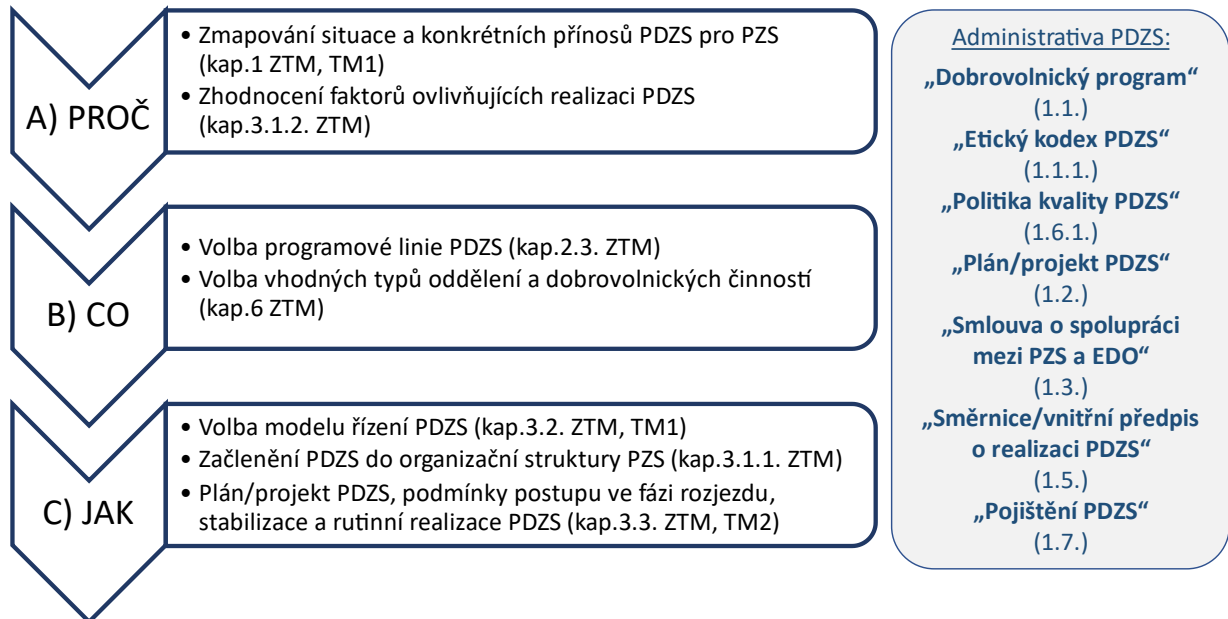 A) PROČ
• Zmapování situace a konkrétních přínosů PDZS pro PZS
(kap.1 ZTM, TM1)
• Zhodnocení faktorů ovlivňujících realizaci PDZS
(kap.3.1.2. ZTM)
B) CO
• Volba programové linie PDZS (kap.2.3. ZTM)
• Volba vhodných typů oddělení a dobrovolnických činností
(kap.6 ZTM)
C) JAK
• Volba modelu řízení PDZS (kap.3.2. ZTM, TM1)
• Začlenění PDZS do organizační struktury PZS (kap.3.1.1. ZTM)
• Plán/projekt PDZS, podmínky postupu ve fázi rozjezdu,
stabilizace a rutinní realizace PDZS (kap.3.3. ZTM, TM2)
Administrativa PDZS:
„Dobrovolnický program“
(1.1.)
„Etický kodex PDZS“
(1.1.1.)
„Politika kvality PDZS“
(1.6.1.)
„Plán/projekt PDZS“
(1.2.)
„Smlouva o spolupráci
mezi PZS a EDO“
(1.3.)
„Směrnice/vnitřní předpis
o realizaci PDZS“
(1.5.)
„Pojištění PDZS“
(1.7.)